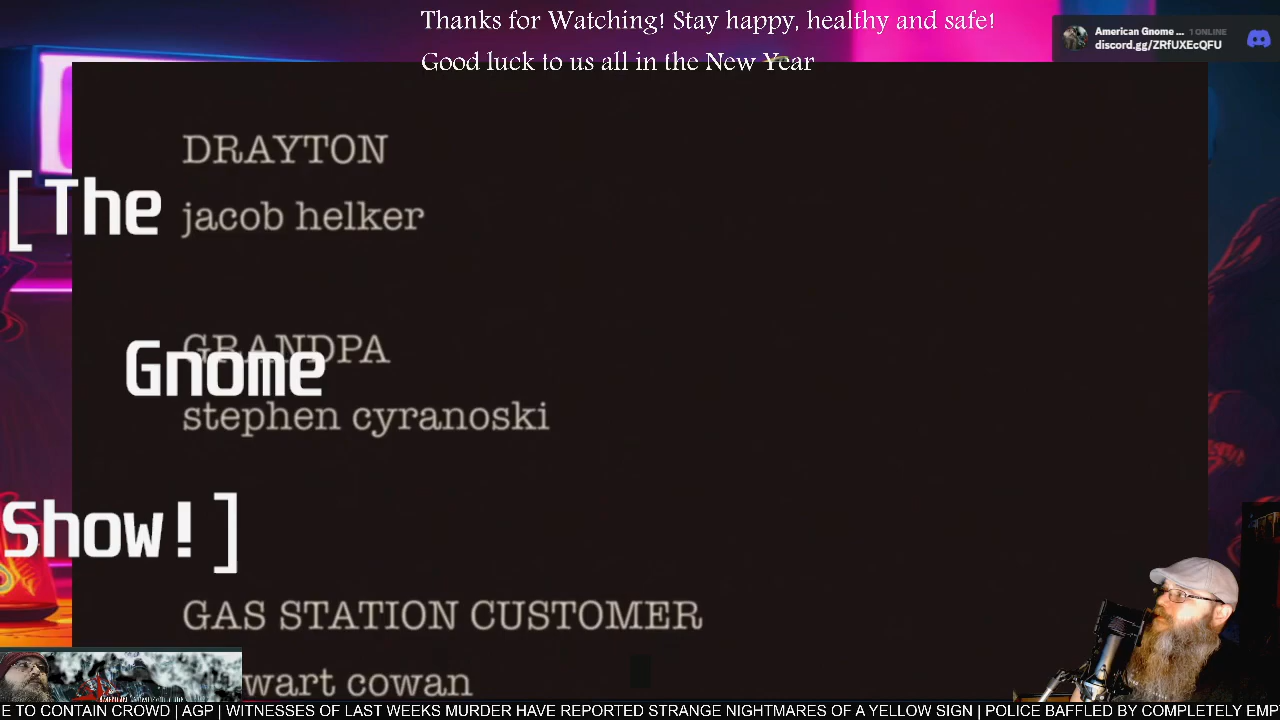 Thanks for Watching! Stay happy, healthy and safe!
Good luck to us all in the New Year
American Gnome ... 1 ONLINE
discord.gg/ZRfUXEcQFU
DRAYTON
jacob helker
[The
GRANDPA
Gnome
stephen cyranoski
Show!]
GAS STATION CUSTOMER
wart cowan
E TO CONTAIN CROWD | AGP | WITNESSES OF LAST WEEKS MURDER HAVE REPORTED STRANGE NIGHTMARES OF A YELLOW SIGN | POLICE BAFFLED BY COMPLETELY EMP